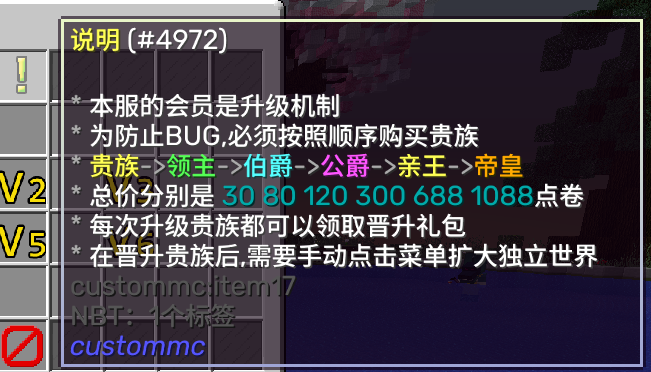 说明 (#4972)
* 本服的会员是升级机制
* 为防止BUG,必须按照顺序购买贵族
* 贵族->领主->伯爵->公爵->亲王->帝皇
* 总价分别是 30 80 120 300 688 1088点卷
* 每次升级贵族都可以领取晋升礼包
* 在晋升贵族后,需要手动点击菜单扩大独立世界
custommc:item17
NBT: 1个标签
custommc
!
V2
V3
V5
V6